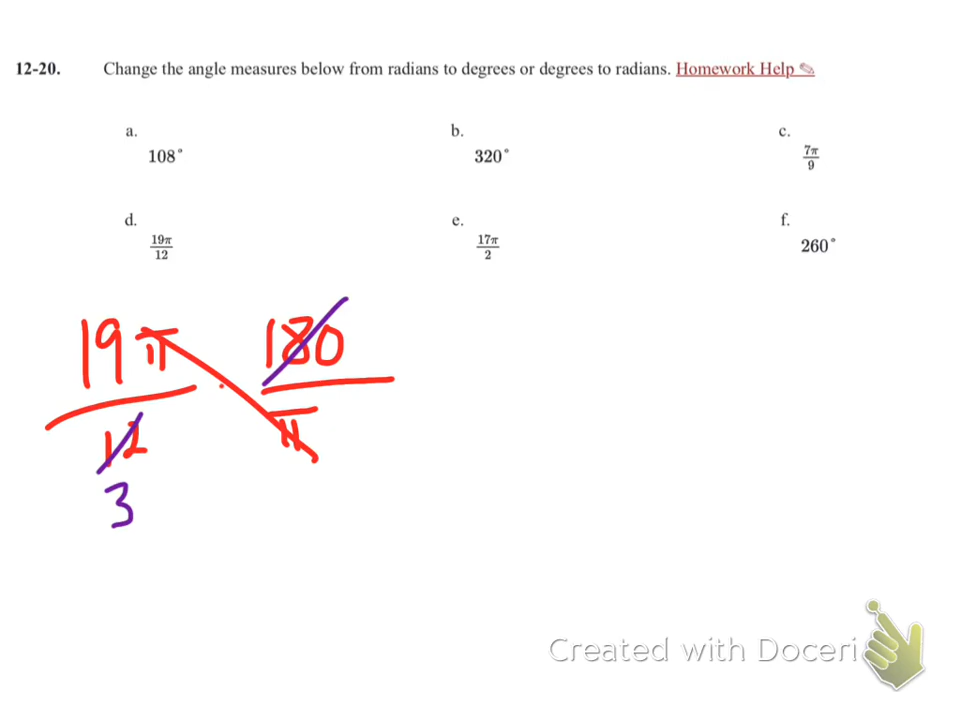 12-20. Change the angle measures below from radians to degrees or degrees to radians. Homework Help ✎
a. b. c.
108° 320° 7π/9
d. e. f.
19π/12 17π/2 260°
19π/12 · 180/π
3
Created with Doceri